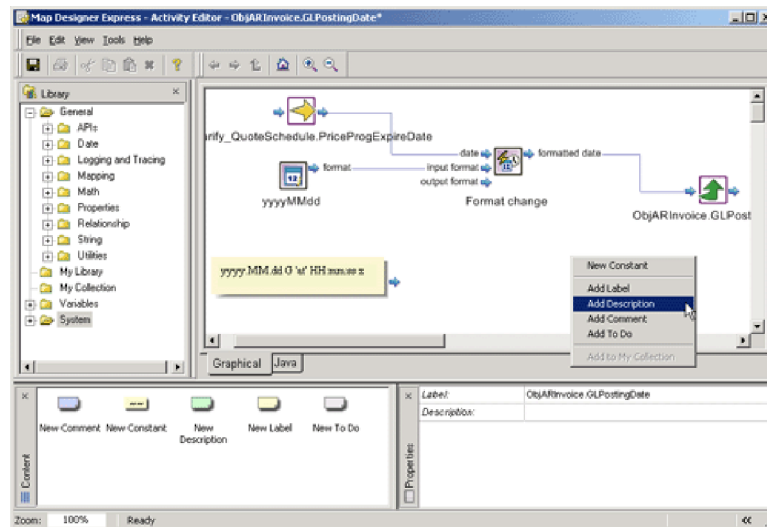 Map Designer Express - Activity Editor - ObjARInvoice.GLPostingDate*
File Edit View Tools Help
Library
General
APIs
Date
Logging and Tracing
Mapping
Math
Properties
Relationship
String
Utilities
My Library
My Collection
Variables
System
arify_QuoteSchedule.PriceProgExpireDate
format
yyyyMMdd
date
input format
output format
formatted date
Format change
ObjARInvoice.GLPost
yyyy.MM.dd G 'at' HH:mm:ss z
New Constant
Add Label
Add Description
Add Comment
Add To Do
Add to My Collection
Graphical Java
Content
New Comment New Constant New Description New Label New To Do
Properties
Label: ObjARInvoice.GLPostingDate
Description:
Zoom: 100% Ready